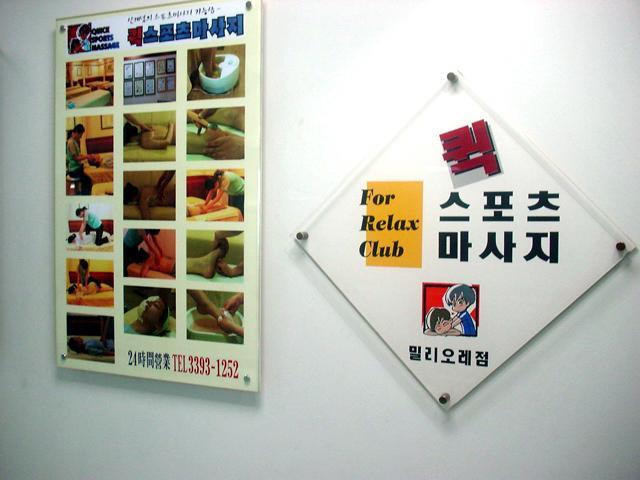 QUICK
SPORTS
MASSAGE
퀵스포츠마사지
24時間営業 TEL 3393-1252
퀵
스포츠
마사지
For
Relax
Club
밀리오레점